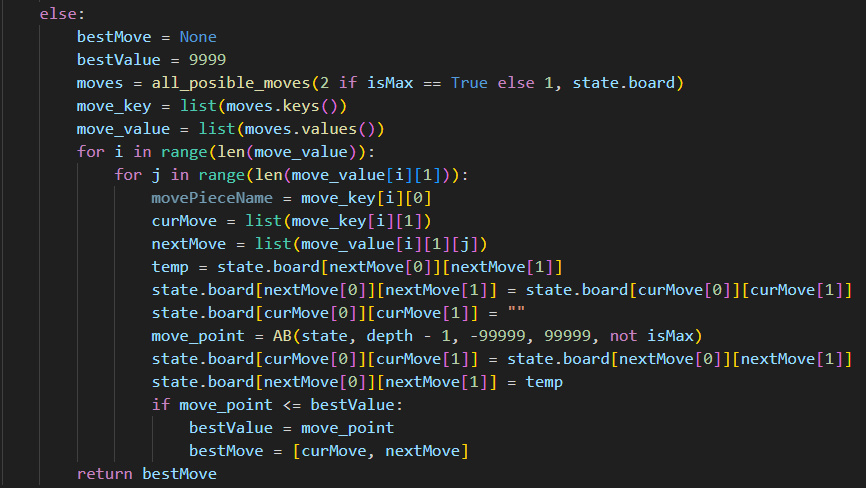 else:
bestMove = None
bestValue = 9999
moves = all_posible_moves(2 if isMax == True else 1, state.board)
move_key = list(moves.keys())
move_value = list(moves.values())
for i in range(len(move_value)):
for j in range(len(move_value[i][1])):
movePieceName = move_key[i][0]
curMove = list(move_key[i][1])
nextMove = list(move_value[i][1][j])
temp = state.board[nextMove[0]][nextMove[1]]
state.board[nextMove[0]][nextMove[1]] = state.board[curMove[0]][curMove[1]]
state.board[curMove[0]][curMove[1]] = ""
move_point = AB(state, depth - 1, -99999, 99999, not isMax)
state.board[curMove[0]][curMove[1]] = state.board[nextMove[0]][nextMove[1]]
state.board[nextMove[0]][nextMove[1]] = temp
if move_point <= bestValue:
bestValue = move_point
bestMove = [curMove, nextMove]
return bestMove